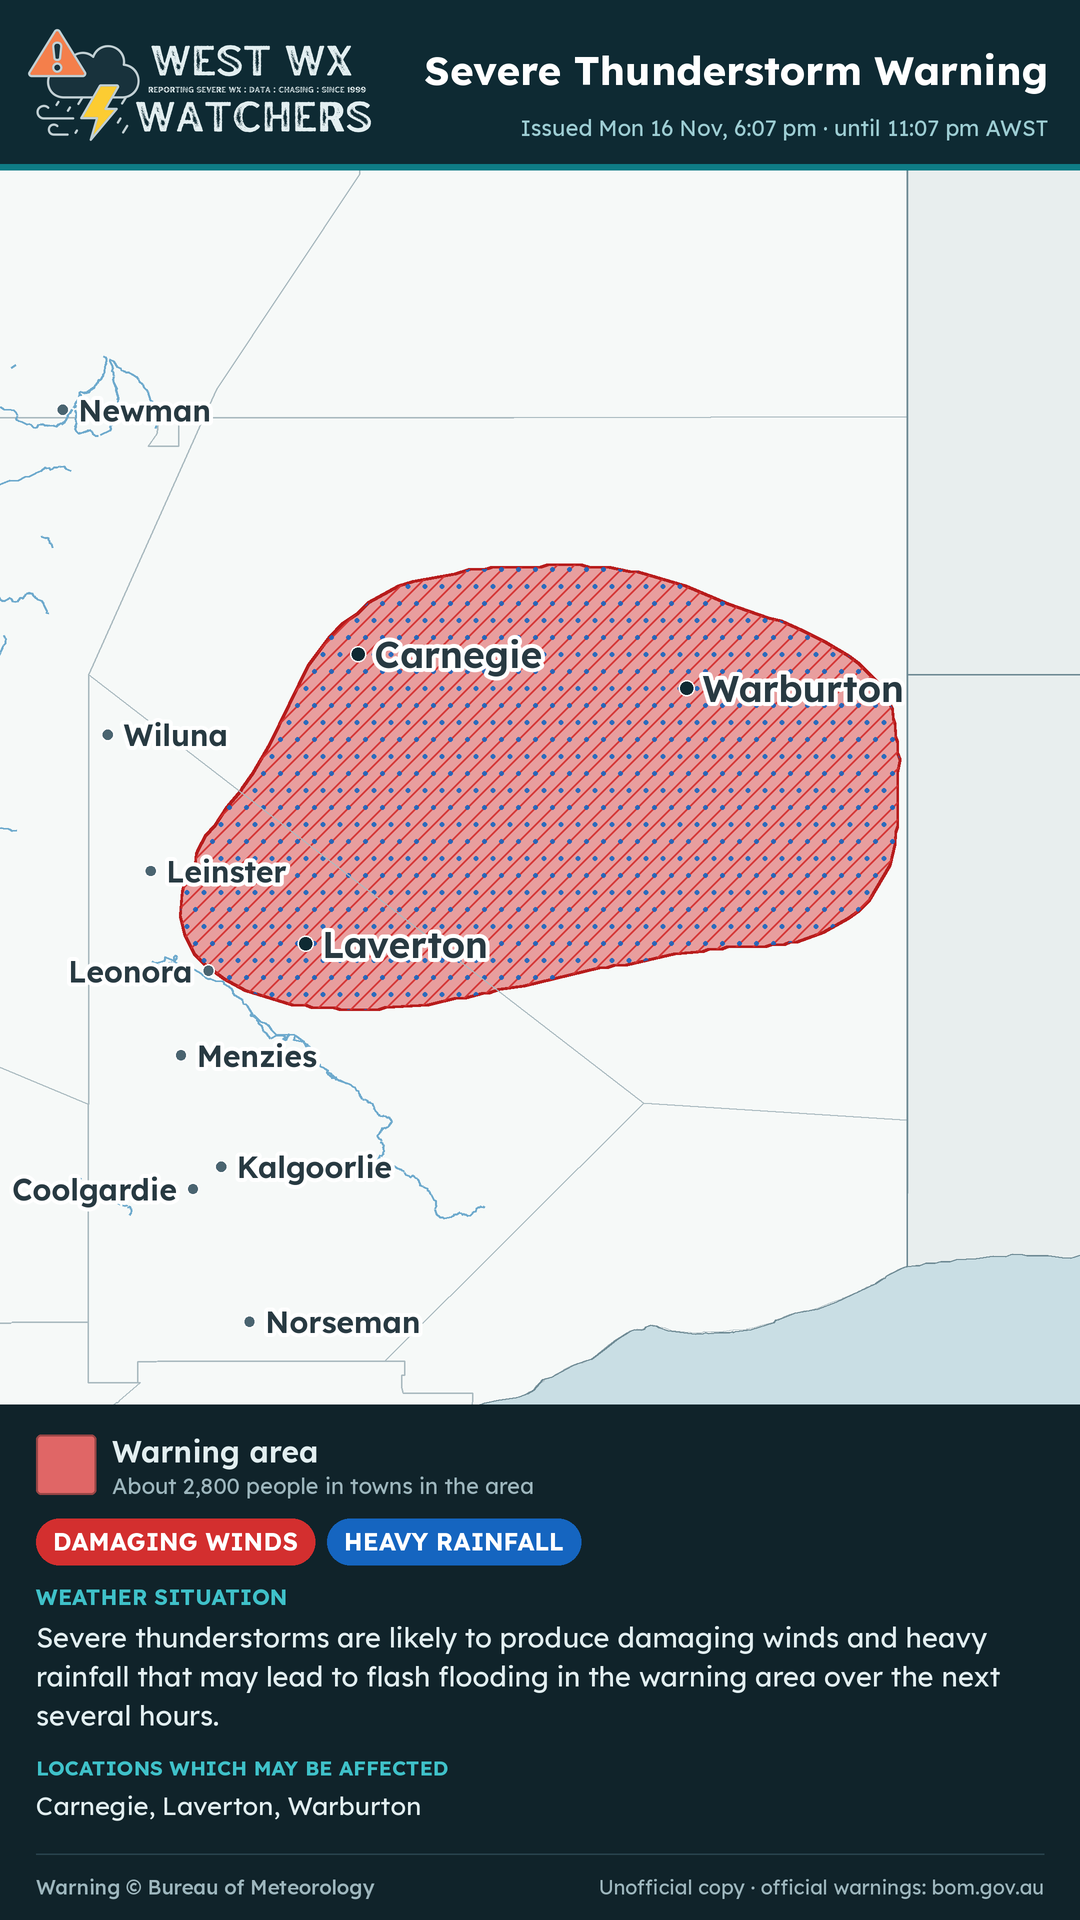 WEST WX
REPORTING SEVERE WX : DATA : CHASING : SINCE 1999
WATCHERS
Severe Thunderstorm Warning
Issued Mon 16 Nov, 6:07 pm · until 11:07 pm AWST
Newman
Carnegie
Warburton
Wiluna
Leinster
Laverton
Leonora
Menzies
Kalgoorlie
Coolgardie
Norseman
Warning area
About 2,800 people in towns in the area
DAMAGING WINDS
HEAVY RAINFALL
WEATHER SITUATION
Severe thunderstorms are likely to produce damaging winds and heavy
rainfall that may lead to flash flooding in the warning area over the next
several hours.
LOCATIONS WHICH MAY BE AFFECTED
Carnegie, Laverton, Warburton
Warning © Bureau of Meteorology
Unofficial copy · official warnings: bom.gov.au